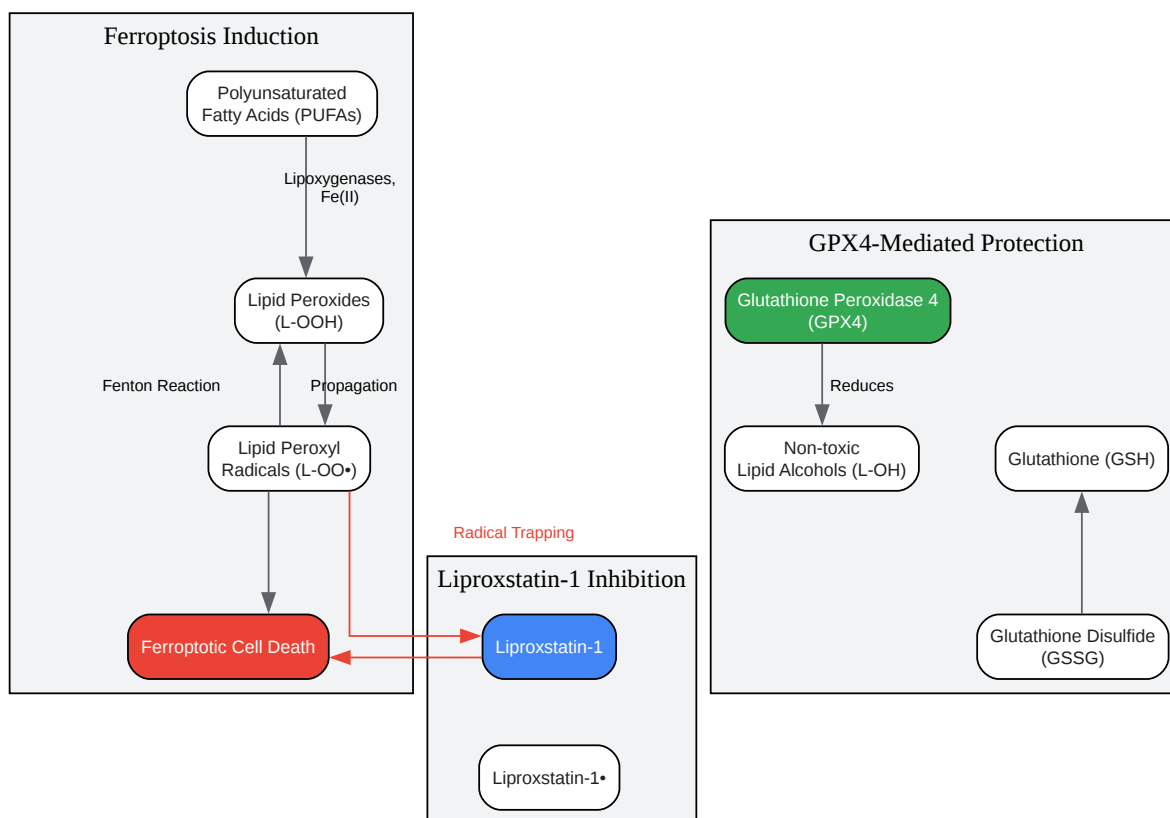 Ferroptosis Induction
Polyunsaturated
Fatty Acids (PUFAs)
Lipoxygenases,
Fe(II)
Lipid Peroxides
(L-OOH)
Fenton Reaction
Propagation
Lipid Peroxyl
Radicals (L-OO•)
Ferroptotic Cell Death
Radical Trapping
Liproxstatin-1 Inhibition
Liproxstatin-1
Liproxstatin-1•
GPX4-Mediated Protection
Glutathione Peroxidase 4
(GPX4)
Reduces
Non-toxic
Lipid Alcohols (L-OH)
Glutathione (GSH)
Glutathione Disulfide
(GSSG)